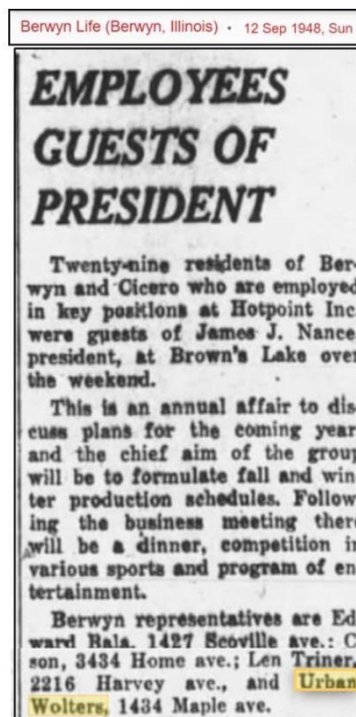 Berwyn Life (Berwyn, Illinois) · 12 Sep 1948, Sun
EMPLOYEES
GUESTS OF
PRESIDENT
Twenty-nine residents of Ber-
wyn and Cicero who are employed
in key positions at Hotpoint Inc.
were guests of James J. Nance,
president, at Brown's Lake over
the weekend.
This is an annual affair to dis-
cuss plans for the coming year
and the chief aim of the group
will be to formulate fall and win-
ter production schedules. Follow-
ing the business meeting there
will be a dinner, competition in
various sports and program of en-
tertainment.
Berwyn representatives are Ed-
ward Bala, 1427 Scoville ave.; C
son, 3434 Home ave.; Len Triner,
2216 Harvey ave., and Urban
Wolters, 1434 Maple ave.